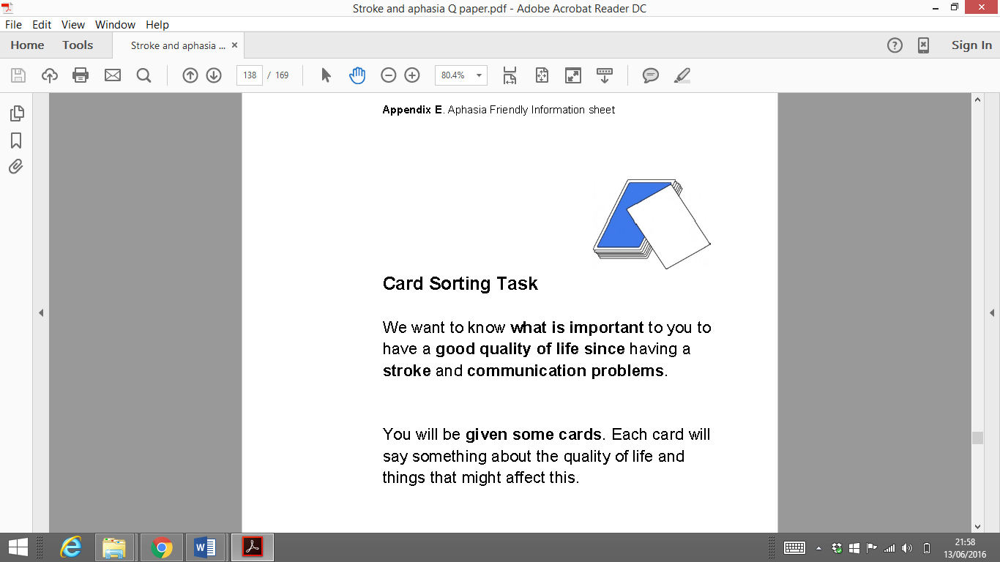 Stroke and aphasia Q paper.pdf - Adobe Acrobat Reader DC
File Edit View Window Help
Home Tools Stroke and aphasia ... × Sign In
138 / 169 80.4%
Appendix E. Aphasia Friendly Information sheet
Card Sorting Task
We want to know what is important to you to
have a good quality of life since having a
stroke and communication problems.
You will be given some cards. Each card will
say something about the quality of life and
things that might affect this.
21:58
13/06/2016